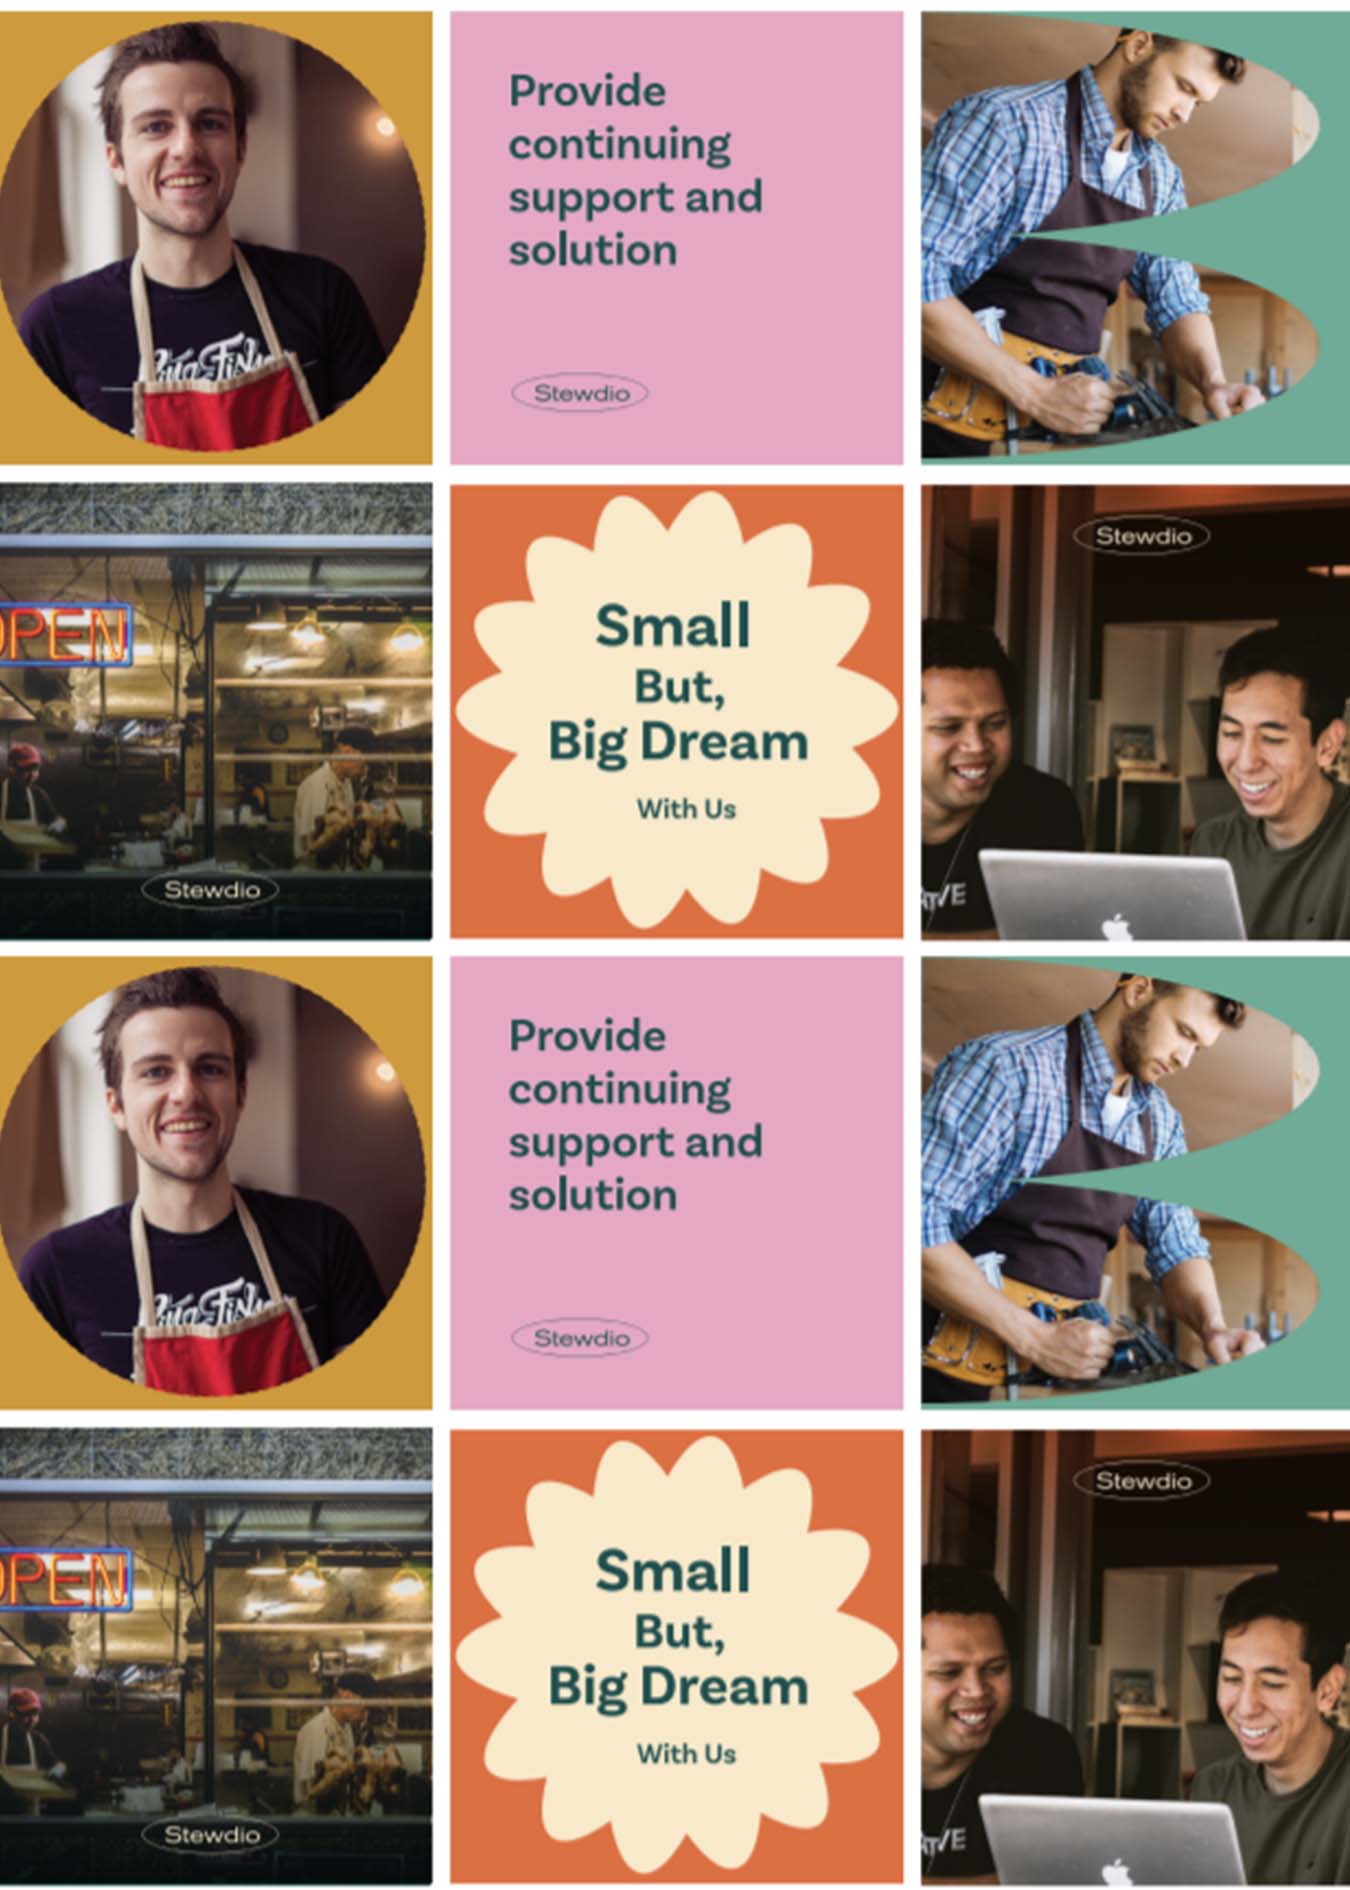 Provide
continuing
support and
solution
Stewdio
OPEN
Stewdio
Small
But,
Big Dream
With Us
Stewdio
Provide
continuing
support and
solution
Stewdio
OPEN
Stewdio
Small
But,
Big Dream
With Us
Stewdio